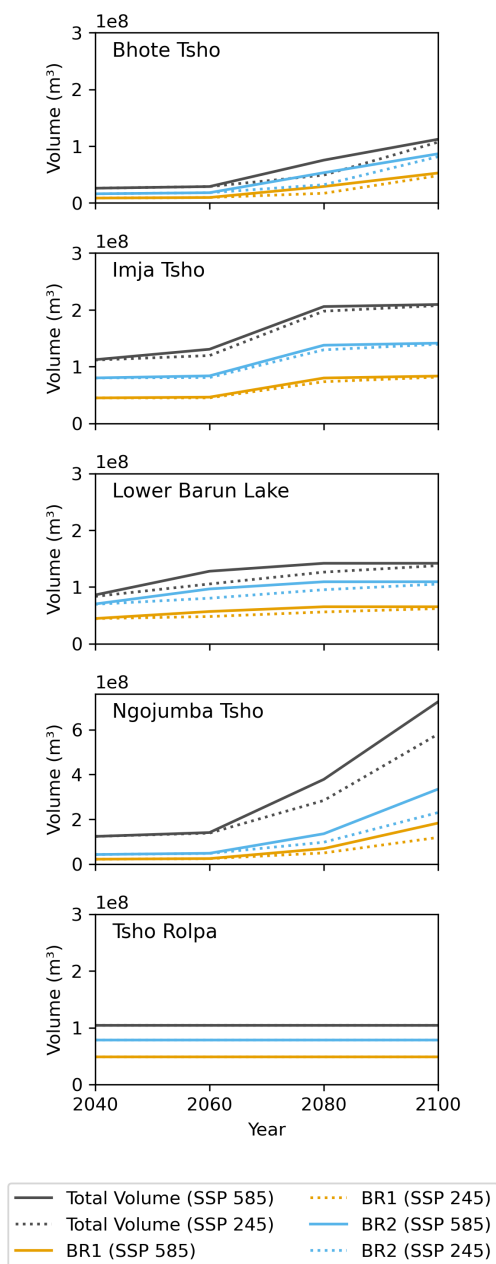 1e8
Bhote Tsho
3
2
1
0
Volume (m³)
1e8
Imja Tsho
3
2
1
0
Volume (m³)
1e8
Lower Barun Lake
3
2
1
0
Volume (m³)
1e8
Ngojumba Tsho
6
4
2
0
Volume (m³)
1e8
Tsho Rolpa
3
2
1
0
Volume (m³)
2040 2060 2080 2100
Year
Total Volume (SSP 585)
Total Volume (SSP 245)
BR1 (SSP 585)
BR1 (SSP 245)
BR2 (SSP 585)
BR2 (SSP 245)